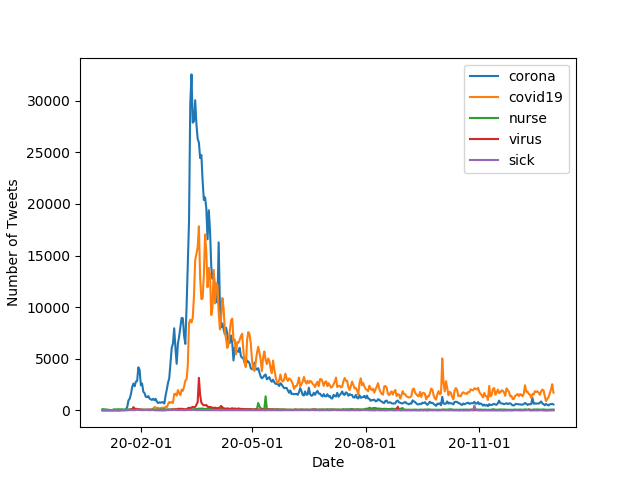 corona
covid19
nurse
virus
sick
Number of Tweets
30000
25000
20000
15000
10000
5000
0
20-02-01 20-05-01 20-08-01 20-11-01
Date